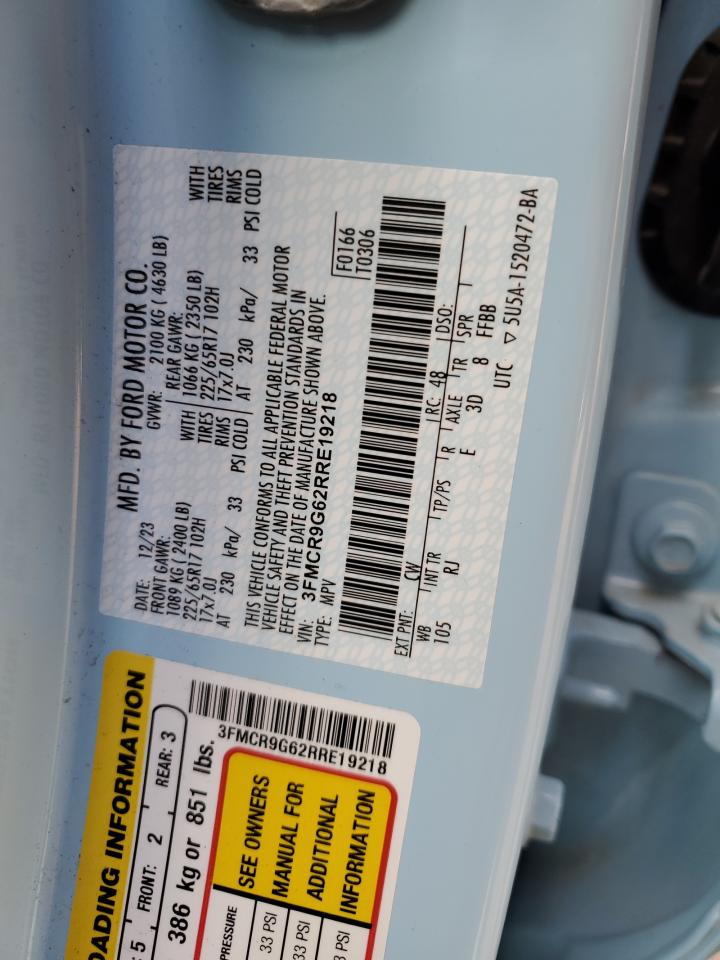 MFD. BY FORD MOTOR CO.
DATE: 12/23 GVWR: 2100 KG ( 4630 LB)
FRONT GAWR: REAR GAWR:
1089 KG ( 2400 LB) WITH 1066 KG ( 2350 LB) WITH
225/65R17 102H TIRES 225/65R17 102H TIRES
17x7.0J RIMS 17x7.0J RIMS
AT 230 kPa/ 33 PSI COLD AT 230 kPa/ 33 PSI COLD
THIS VEHICLE CONFORMS TO ALL APPLICABLE FEDERAL MOTOR
VEHICLE SAFETY AND THEFT PREVENTION STANDARDS IN
EFFECT ON THE DATE OF MANUFACTURE SHOWN ABOVE.
VIN: 3FMCR9G62RRE19218
TYPE: MPV
F0166
T0306
EXT PNT: CW RC: 48 DSO:
WB INT TR TP/PS R AXLE TR SPR
105 RJ E 3D 8 FFBB
UTC ▽ 5U5A-1520472-BA
OADING INFORMATION
: 5 FRONT: 2 REAR: 3
386 kg or 851 lbs.
3FMCR9G62RRE19218
PRESSURE
33 PSI
33 PSI
3 PSI
SEE OWNERS
MANUAL FOR
ADDITIONAL
INFORMATION